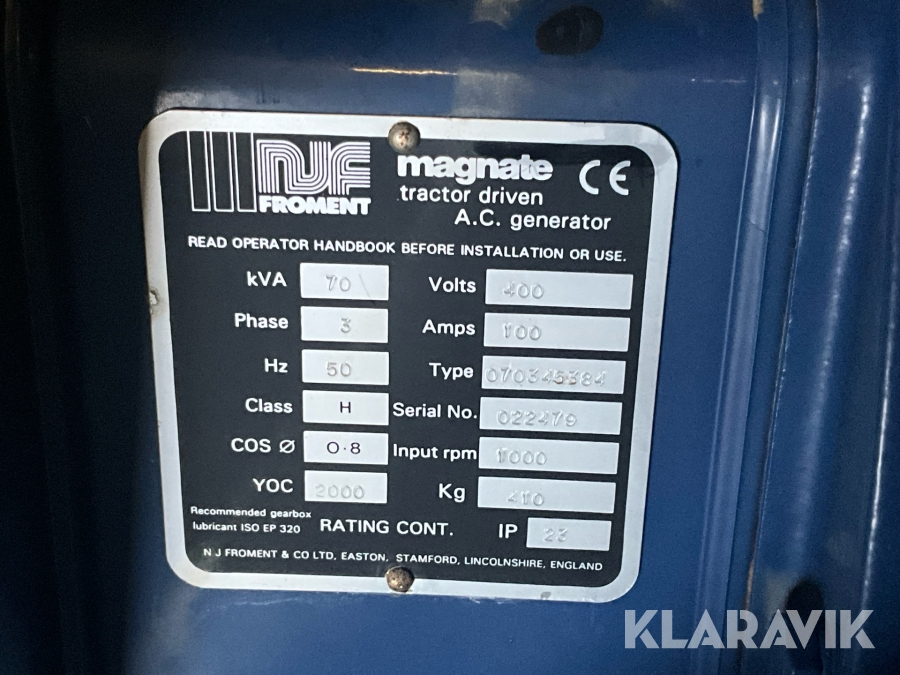 NJF
FROMENT
magnate CE
tractor driven
A.C. generator
READ OPERATOR HANDBOOK BEFORE INSTALLATION OR USE.
kVA 70 Volts 400
Phase 3 Amps 100
Hz 50 Type 070345384
Class H Serial No. 022479
COS Ø 0·8 Input rpm 1000
YOC 2000 Kg 410
Recommended gearbox
lubricant ISO EP 320 RATING CONT. IP 23
N J FROMENT & CO LTD, EASTON, STAMFORD, LINCOLNSHIRE, ENGLAND
KLARAVIK